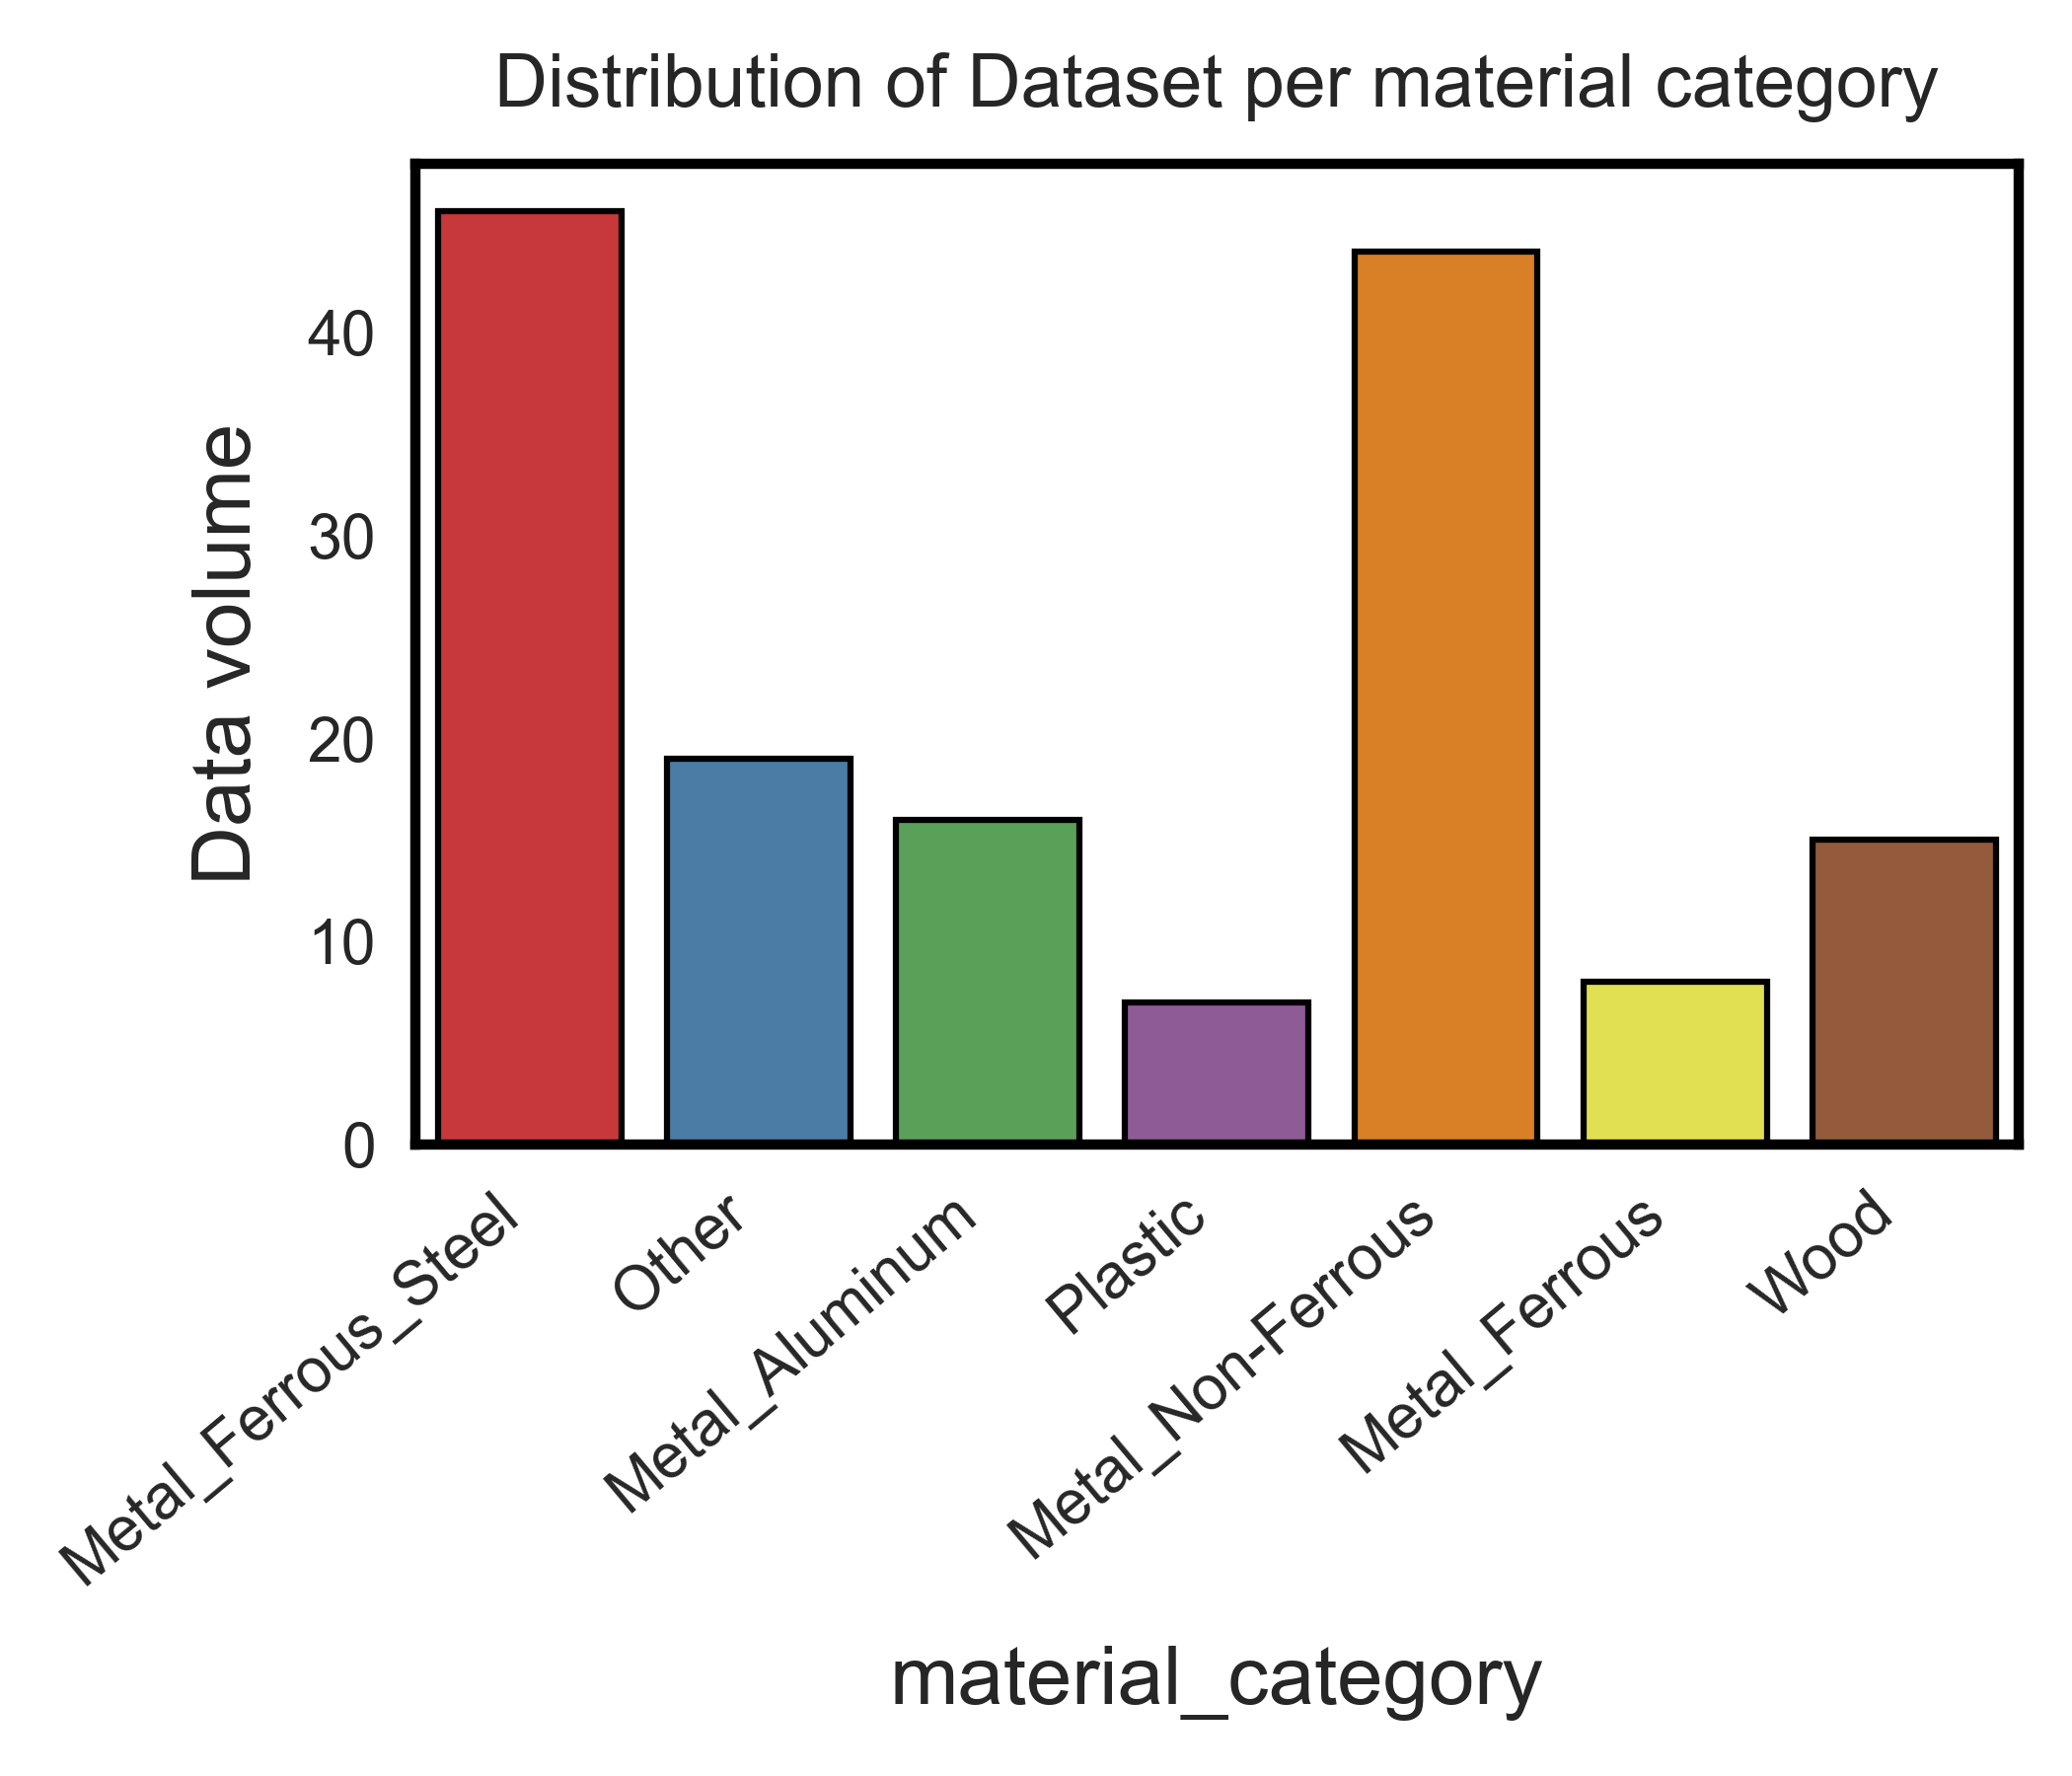 Distribution of Dataset per material category
Data volume
40
30
20
10
0
Metal_Ferrous_Steel
Other
Metal_Aluminum
Plastic
Metal_Non-Ferrous
Metal_Ferrous
Wood
material_category